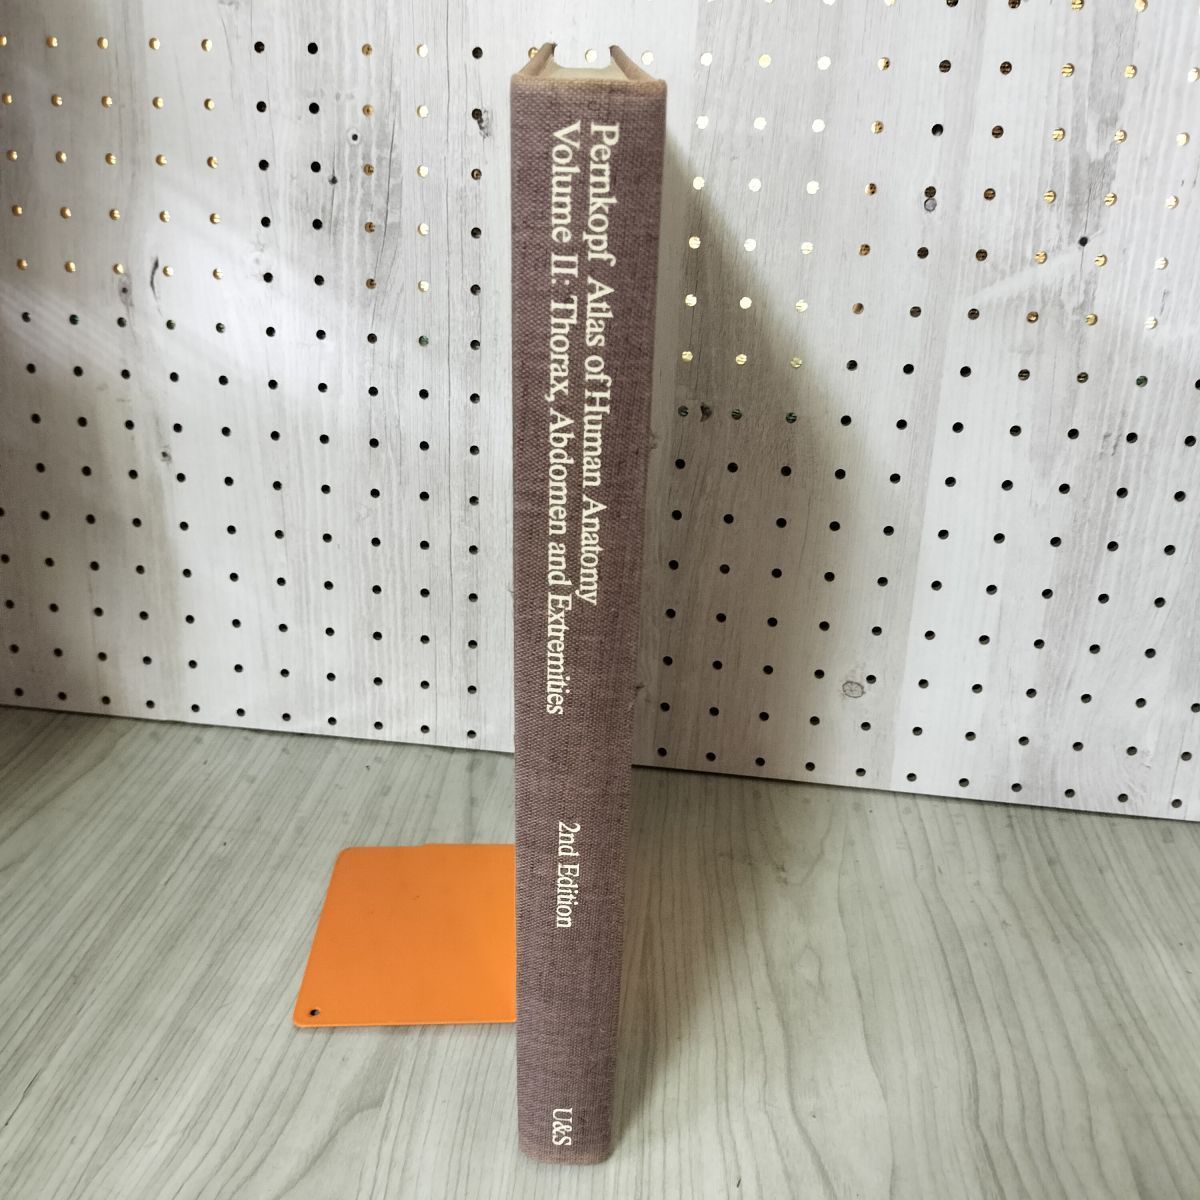 Pernkopf Atlas of Human Anatomy
Volume II: Thorax, Abdomen and Extremities
2nd Edition
U&S